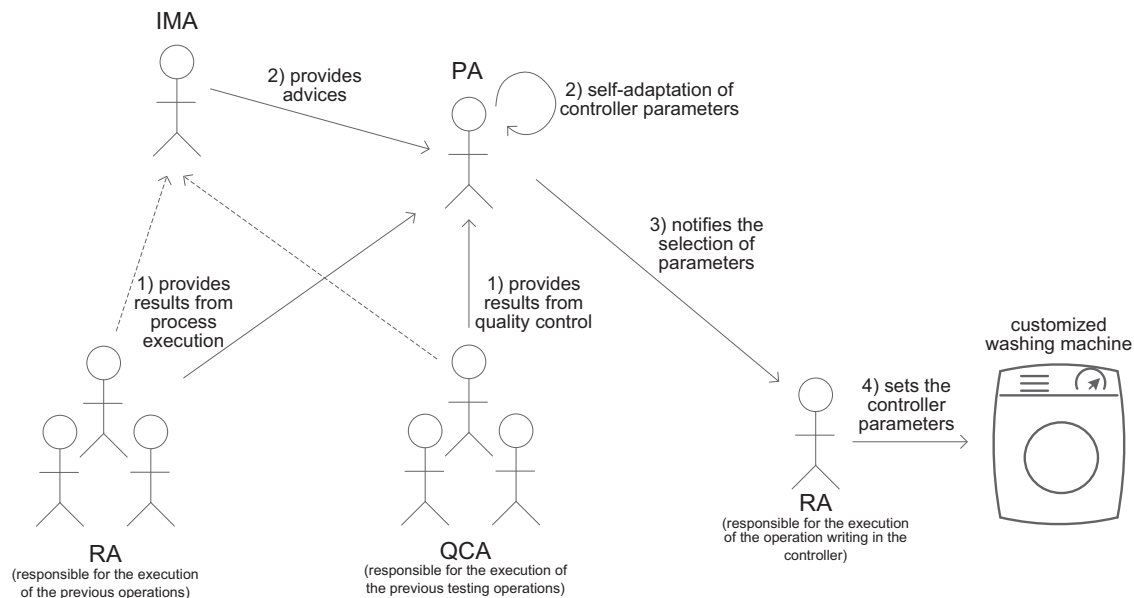 IMA
2) provides
advices
PA
2) self-adaptation of
controller parameters
3) notifies the
selection of
parameters
1) provides
results from
process
execution
1) provides
results from
quality control
customized
washing machine
4) sets the
controller
parameters
RA
(responsible for the execution
of the previous operations)
QCA
(responsible for the execution of
the previous testing operations)
RA
(responsible for the execution
of the operation writing in the
controller)